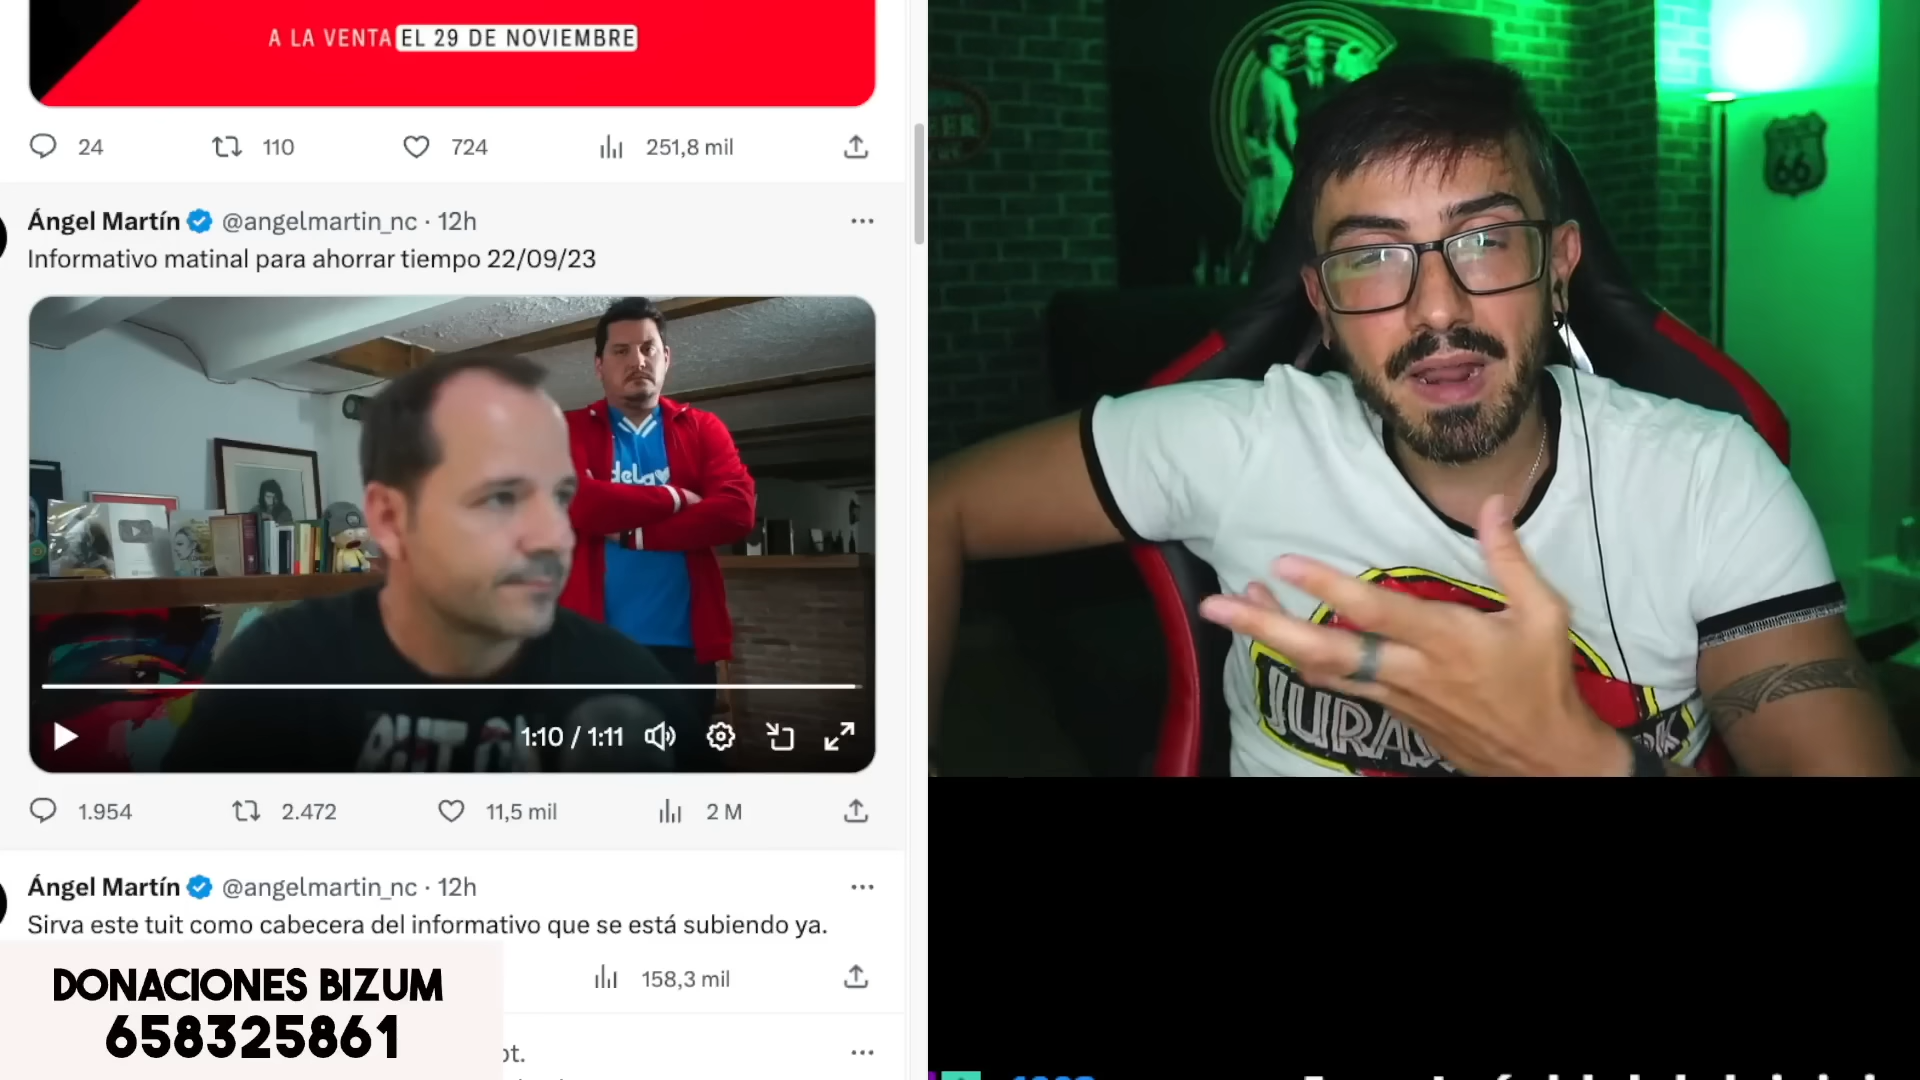 A LA VENTA EL 29 DE NOVIEMBRE
24 110 724 251,8 mil
Ángel Martín @angelmartin_nc · 12h
Informativo matinal para ahorrar tiempo 22/09/23
1:10 / 1:11
1.954 2.472 11,5 mil 2 M
Ángel Martín @angelmartin_nc · 12h
Sirva este tuit como cabecera del informativo que se está subiendo ya.
158,3 mil
DONACIONES BIZUM
658325861
pt.
66
JURASSIC